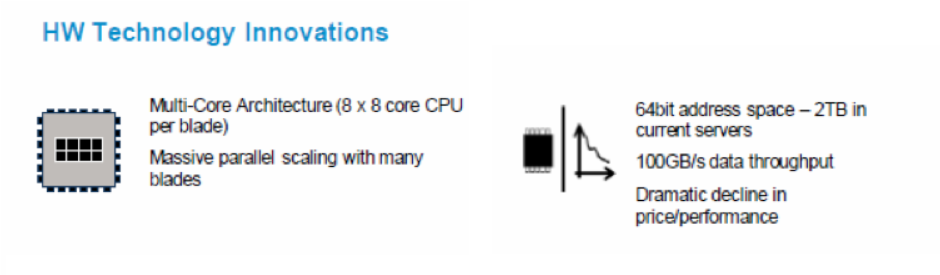 HW Technology Innovations
Multi-Core Architecture (8 x 8 core CPU
per blade)
Massive parallel scaling with many
blades
64bit address space – 2TB in
current servers
100GB/s data throughput
Dramatic decline in
price/performance